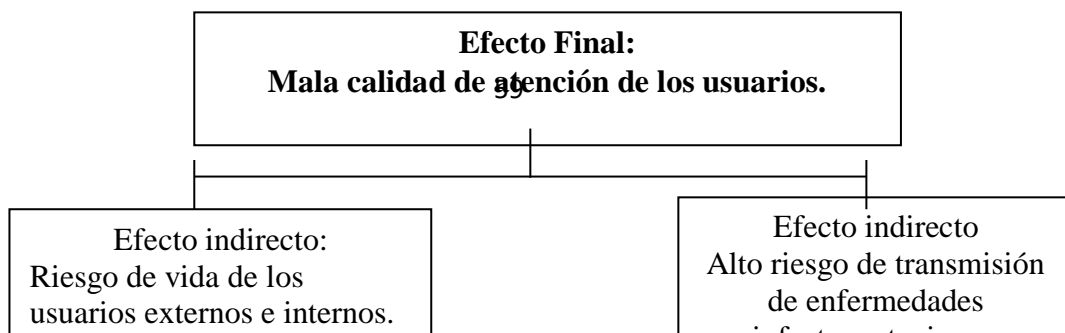 Efecto Final:
Mala calidad de atención de los usuarios.
99
Efecto indirecto:
Riesgo de vida de los
usuarios externos e internos.
Efecto indirecto
Alto riesgo de transmisión
de enfermedades